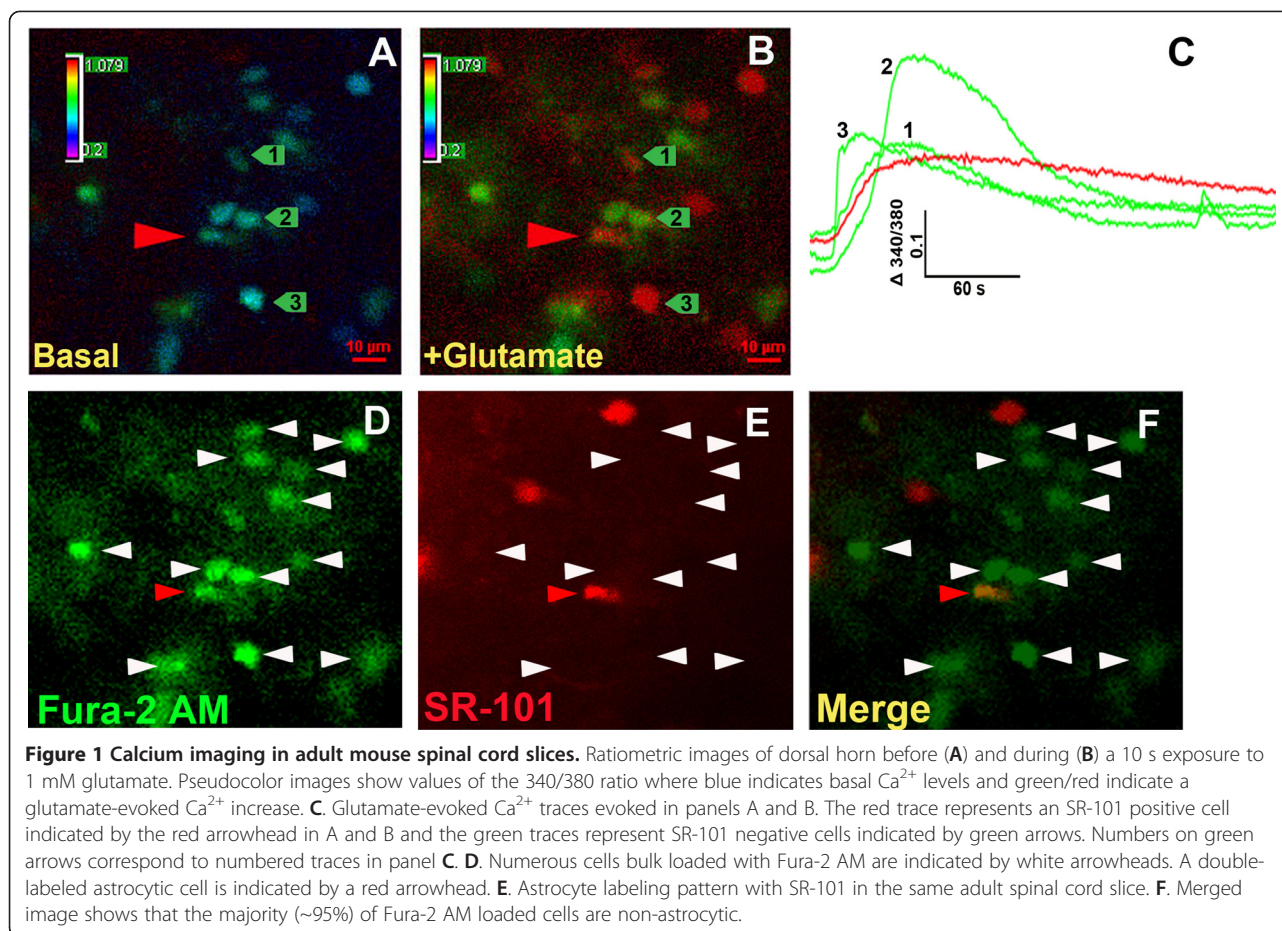 A
1.079
0.2
1
2
3
Basal
10 µm
B
1.079
0.2
1
2
3
+Glutamate
10 µm
C
2
3
1
Δ 340/380
0.1
60 s
D
Fura-2 AM
E
SR-101
F
Merge
Figure 1 Calcium imaging in adult mouse spinal cord slices. Ratiometric images of dorsal horn before (A) and during (B) a 10 s exposure to
1 mM glutamate. Pseudocolor images show values of the 340/380 ratio where blue indicates basal Ca²⁺ levels and green/red indicate a
glutamate-evoked Ca²⁺ increase. C. Glutamate-evoked Ca²⁺ traces evoked in panels A and B. The red trace represents an SR-101 positive cell
indicated by the red arrowhead in A and B and the green traces represent SR-101 negative cells indicated by green arrows. Numbers on green
arrows correspond to numbered traces in panel C. D. Numerous cells bulk loaded with Fura-2 AM are indicated by white arrowheads. A double-
labeled astrocytic cell is indicated by a red arrowhead. E. Astrocyte labeling pattern with SR-101 in the same adult spinal cord slice. F. Merged
image shows that the majority (~95%) of Fura-2 AM loaded cells are non-astrocytic.